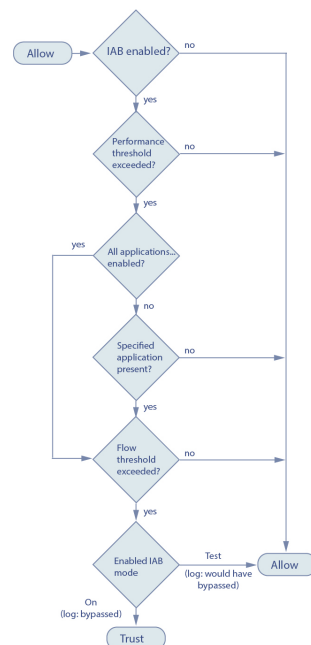 Allow
IAB enabled?
no
yes
Performance
threshold
exceeded?
no
yes
yes
All applications...
enabled?
no
Specified
application
present?
no
yes
Flow
threshold
exceeded?
no
yes
Enabled IAB
mode
Test
(log: would have
bypassed)
Allow
On
(log: bypassed)
Trust